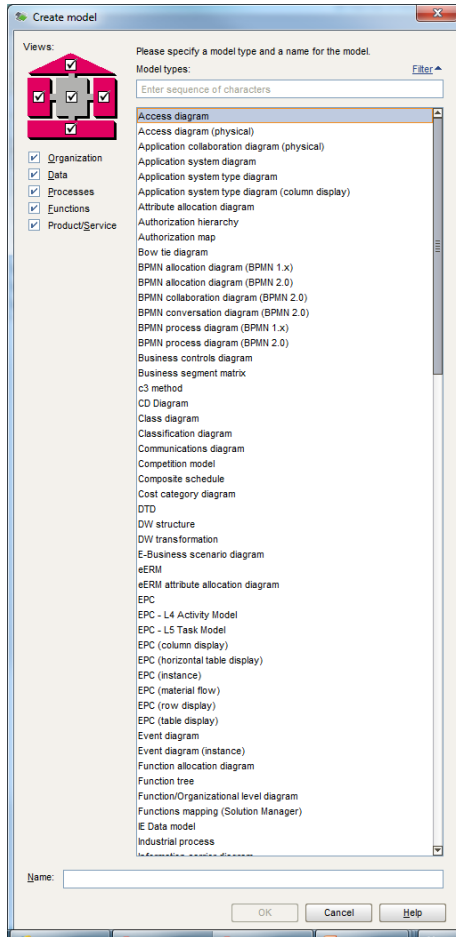 Create model
Views:
Please specify a model type and a name for the model.
Model types:
Filter
Enter sequence of characters
Organization
Data
Processes
Functions
Product/Service
Access diagram
Access diagram (physical)
Application collaboration diagram (physical)
Application system diagram
Application system type diagram
Application system type diagram (column display)
Attribute allocation diagram
Authorization hierarchy
Authorization map
Bow tie diagram
BPMN allocation diagram (BPMN 1.x)
BPMN allocation diagram (BPMN 2.0)
BPMN collaboration diagram (BPMN 2.0)
BPMN conversation diagram (BPMN 2.0)
BPMN process diagram (BPMN 1.x)
BPMN process diagram (BPMN 2.0)
Business controls diagram
Business segment matrix
c3 method
CD Diagram
Class diagram
Classification diagram
Communications diagram
Competition model
Composite schedule
Cost category diagram
DTD
DW structure
DW transformation
E-Business scenario diagram
eERM
eERM attribute allocation diagram
EPC
EPC - L4 Activity Model
EPC - L5 Task Model
EPC (column display)
EPC (horizontal table display)
EPC (instance)
EPC (material flow)
EPC (row display)
EPC (table display)
Event diagram
Event diagram (instance)
Function allocation diagram
Function tree
Function/Organizational level diagram
Functions mapping (Solution Manager)
IE Data model
Industrial process
Information carrier diagram
Name:
OK
Cancel
Help